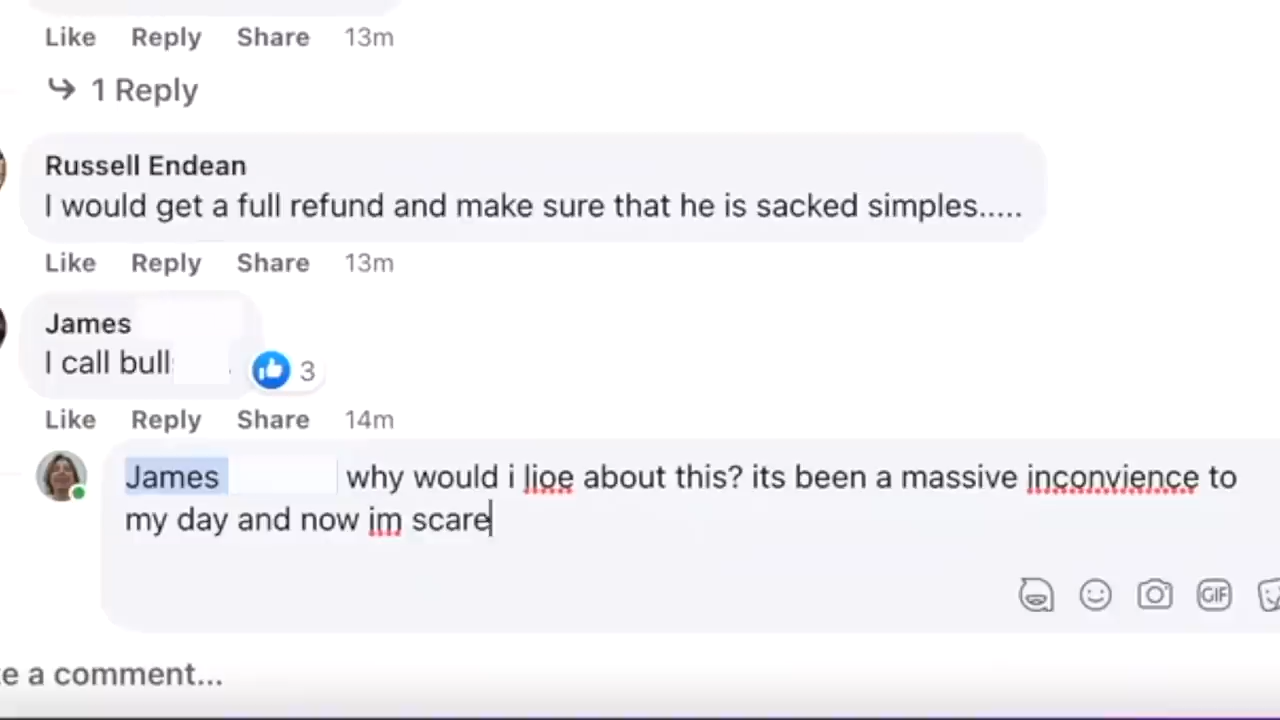 Like Reply Share 13m
1 Reply
Russell Endean
I would get a full refund and make sure that he is sacked simples.....
Like Reply Share 13m
James
I call bull
3
Like Reply Share 14m
James why would i lioe about this? its been a massive inconvience to
my day and now im scare
GIF
te a comment...